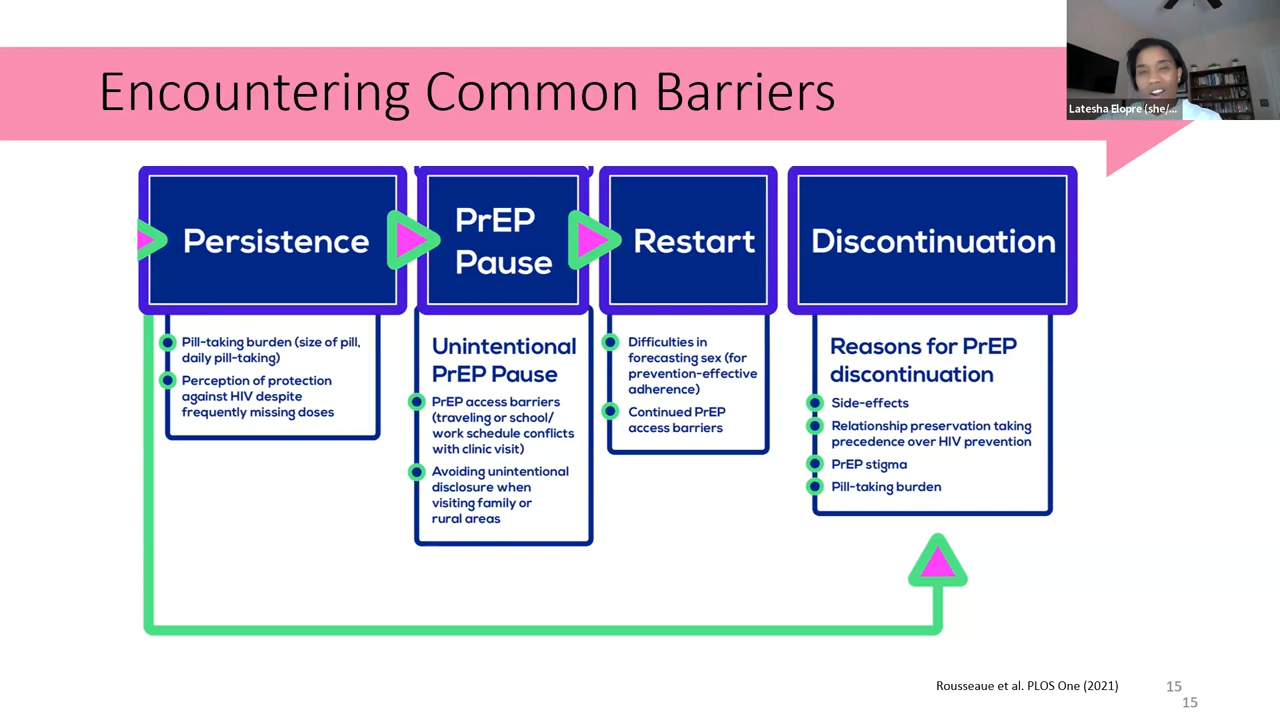 Encountering Common Barriers
Latesha Elopre (she/...
Persistence
PrEP
Pause
Restart
Discontinuation
Pill-taking burden (size of pill,
daily pill-taking)
Perception of protection
against HIV despite
frequently missing doses
Unintentional
PrEP Pause
PrEP access barriers
(traveling or school/
work schedule conflicts
with clinic visit)
Avoiding unintentional
disclosure when
visiting family or
rural areas
Difficulties in
forecasting sex (for
prevention-effective
adherence)
Continued PrEP
access barriers
Reasons for PrEP
discontinuation
Side-effects
Relationship preservation taking
precedence over HIV prevention
PrEP stigma
Pill-taking burden
Rousseaue et al. PLOS One (2021)
15
15